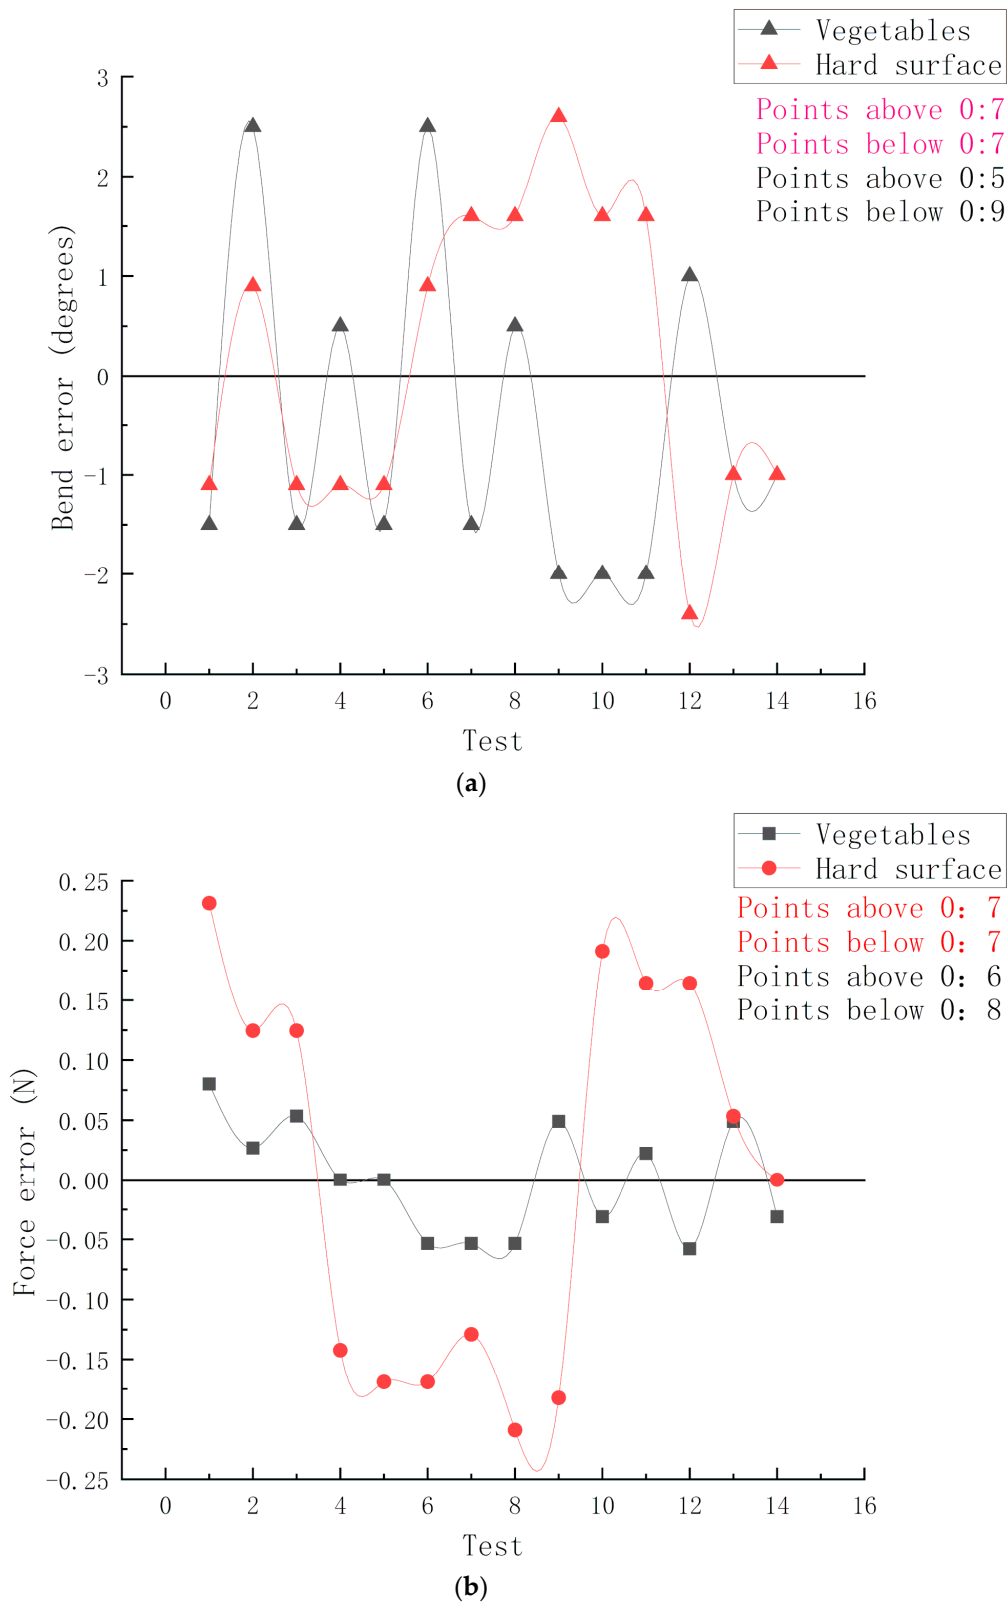 Vegetables
Hard surface
Points above 0:7
Points below 0:7
Points above 0:5
Points below 0:9
3
2
1
0
-1
-2
-3
Bend error (degrees)
0 2 4 6 8 10 12 14 16
Test
(a)
Vegetables
Hard surface
Points above 0: 7
Points below 0: 7
Points above 0: 6
Points below 0: 8
0.25
0.20
0.15
0.10
0.05
0.00
-0.05
-0.10
-0.15
-0.20
-0.25
Force error (N)
0 2 4 6 8 10 12 14 16
Test
(b)